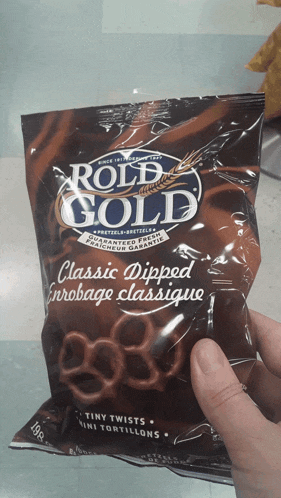 SINCE 1917 • DEPUIS 1917
ROLD
GOLD
PRETZELS • BRETZELS
GUARANTEED FRESH
FRAÎCHEUR GARANTIE
Classic Dipped
Enrobage classique
• TINY TWISTS •
MINI TORTILLONS •
198